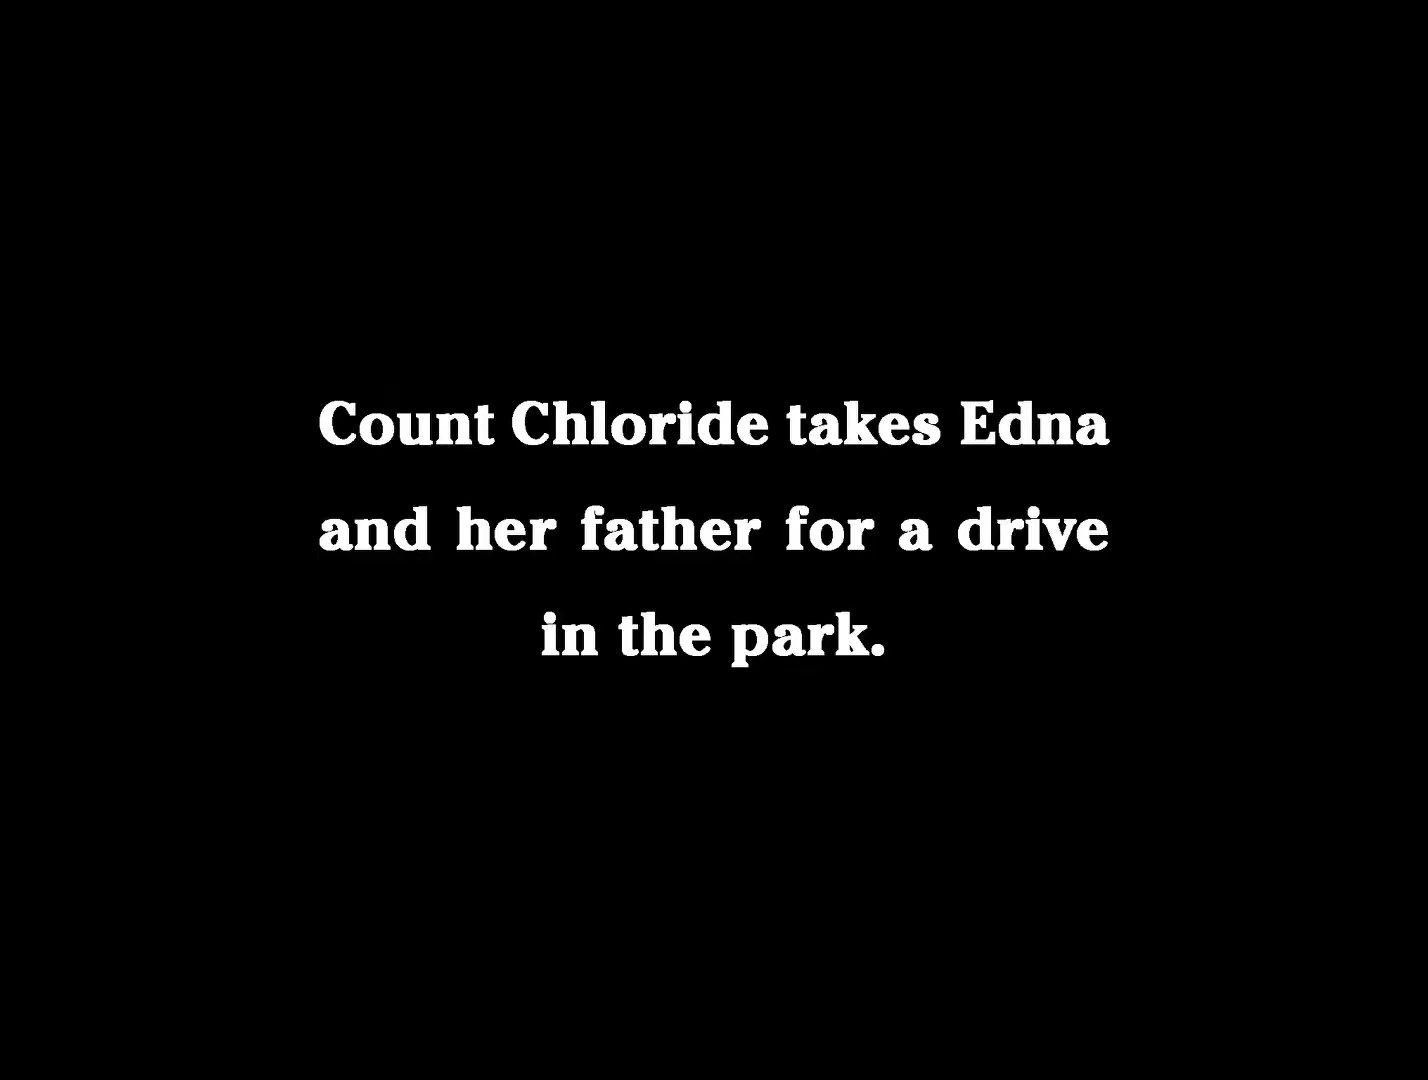 Count Chloride takes Edna
and her father for a drive
in the park.